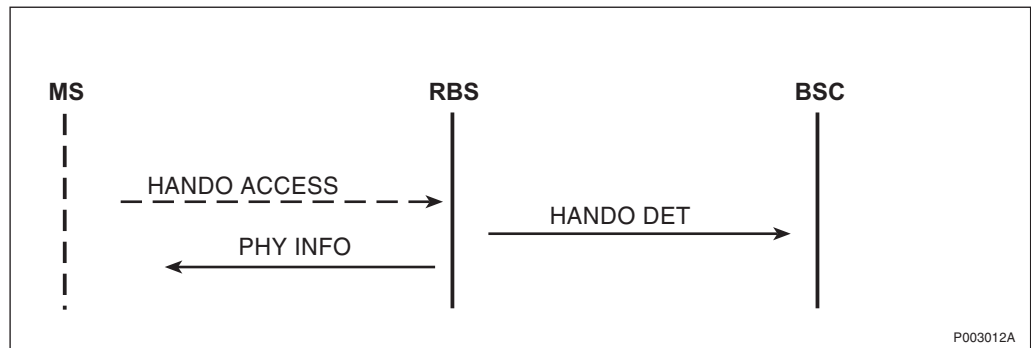 MS RBS BSC
HANDO ACCESS
HANDO DET
PHY INFO
P003012A